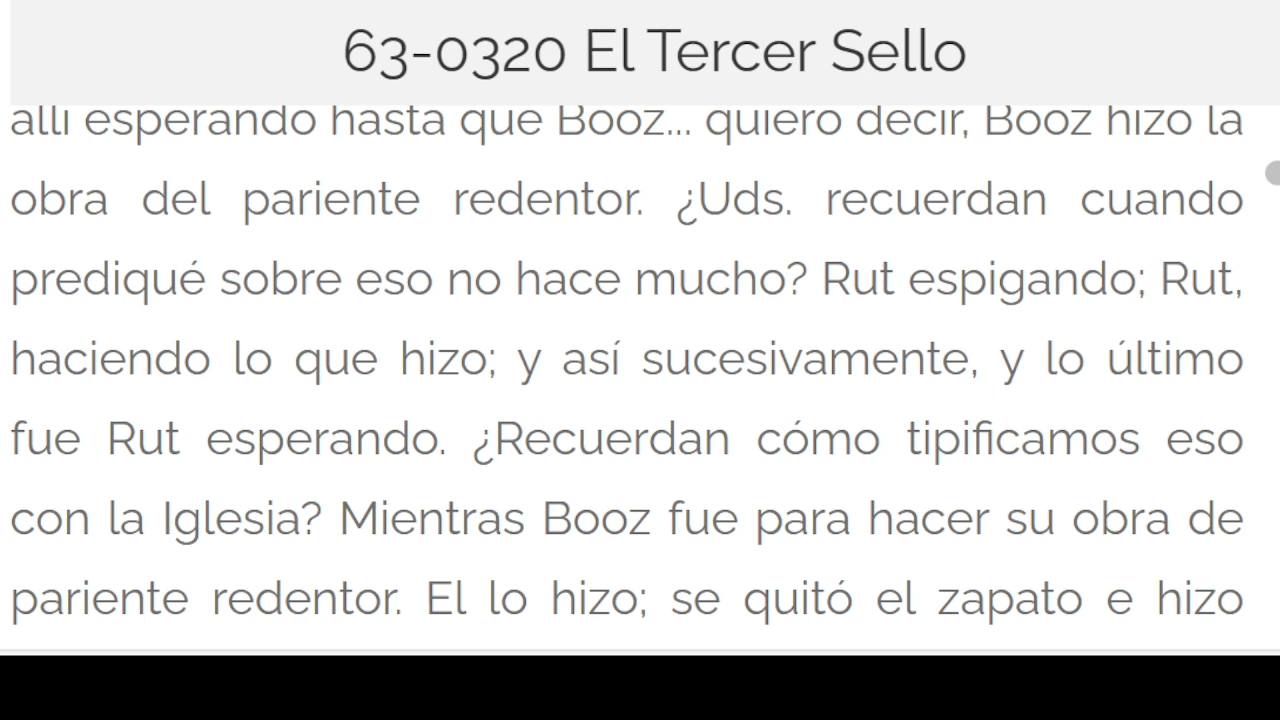 63-0320 El Tercer Sello
allí esperando hasta que Booz... quiero decir, Booz hizo la
obra del pariente redentor. ¿Uds. recuerdan cuando
prediqué sobre eso no hace mucho? Rut espigando; Rut,
haciendo lo que hizo; y así sucesivamente, y lo último
fue Rut esperando. ¿Recuerdan cómo tipificamos eso
con la Iglesia? Mientras Booz fue para hacer su obra de
pariente redentor. El lo hizo; se quitó el zapato e hizo